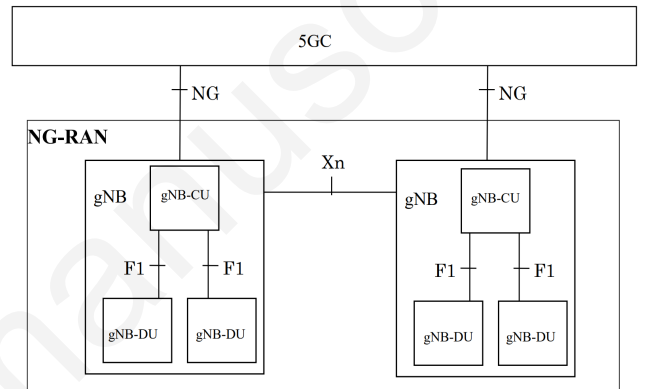 5GC
NG NG
NG-RAN
Xn
gNB gNB-CU gNB gNB-CU
F1 F1 F1 F1
gNB-DU gNB-DU gNB-DU gNB-DU